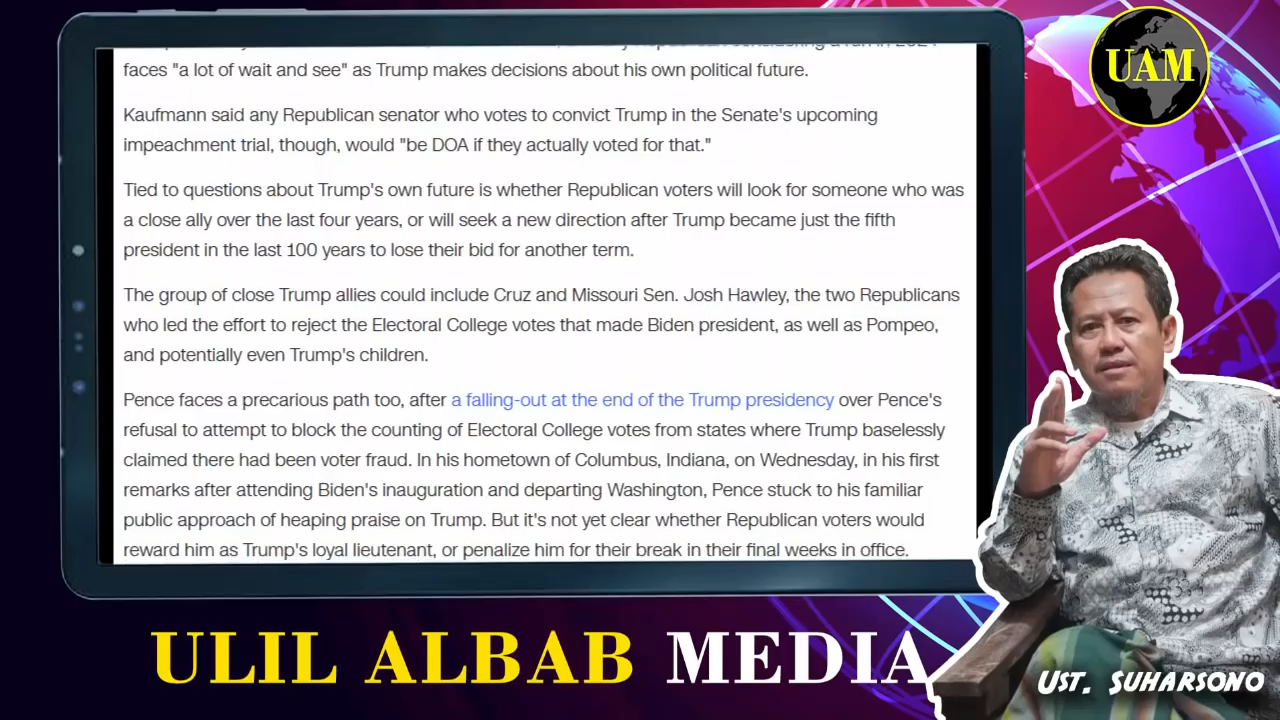 faces "a lot of wait and see" as Trump makes decisions about his own political future.
Kaufmann said any Republican senator who votes to convict Trump in the Senate's upcoming
impeachment trial, though, would "be DOA if they actually voted for that."
Tied to questions about Trump's own future is whether Republican voters will look for someone who was
a close ally over the last four years, or will seek a new direction after Trump became just the fifth
president in the last 100 years to lose their bid for another term.
The group of close Trump allies could include Cruz and Missouri Sen. Josh Hawley, the two Republicans
who led the effort to reject the Electoral College votes that made Biden president, as well as Pompeo,
and potentially even Trump's children.
Pence faces a precarious path too, after a falling-out at the end of the Trump presidency over Pence's
refusal to attempt to block the counting of Electoral College votes from states where Trump baselessly
claimed there had been voter fraud. In his hometown of Columbus, Indiana, on Wednesday, in his first
remarks after attending Biden's inauguration and departing Washington, Pence stuck to his familiar
public approach of heaping praise on Trump. But it's not yet clear whether Republican voters would
reward him as Trump's loyal lieutenant, or penalize him for their break in their final weeks in office.
UAM
ULIL ALBAB MEDIA
UST. SUHARSONO